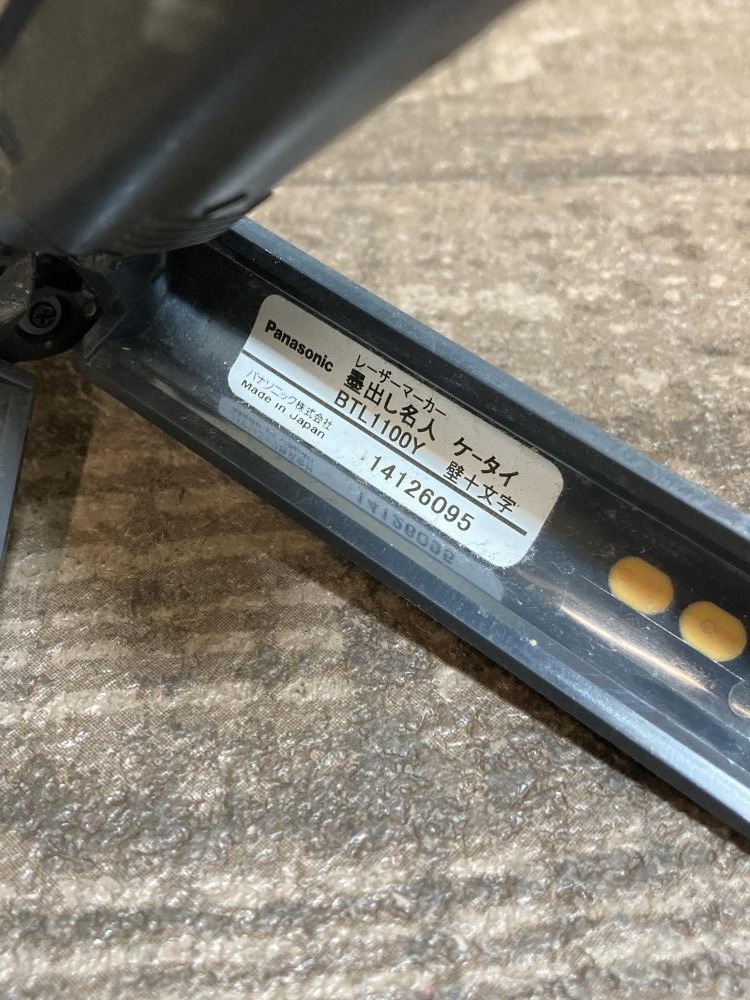 Panasonic
レーザーマーカー
墨出し名人 ケータイ
BTL1100Y 壁十文字
パナソニック株式会社
Made in Japan
14126095